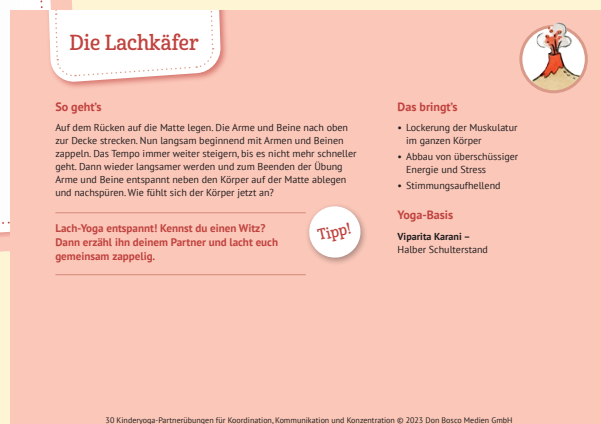 Die Lachkäfer
So geht's
Auf dem Rücken auf die Matte legen. Die Arme und Beine nach oben
zur Decke strecken. Nun langsam beginnend mit Armen und Beinen
zappeln. Das Tempo immer weiter steigern, bis es nicht mehr schneller
geht. Dann wieder langsamer werden und zum Beenden der Übung
Arme und Beine entspannt neben den Körper auf der Matte ablegen
und nachspüren. Wie fühlt sich der Körper jetzt an?
Lach-Yoga entspannt! Kennst du einen Witz?
Dann erzähl ihn deinem Partner und lacht euch
gemeinsam zappelig.
Tipp!
Das bringt's
• Lockerung der Muskulatur
im ganzen Körper
• Abbau von überschüssiger
Energie und Stress
• Stimmungsaufhellend
Yoga-Basis
Viparita Karani –
Halber Schulterstand
30 Kinderyoga-Partnerübungen für Koordination, Kommunikation und Konzentration © 2023 Don Bosco Medien GmbH